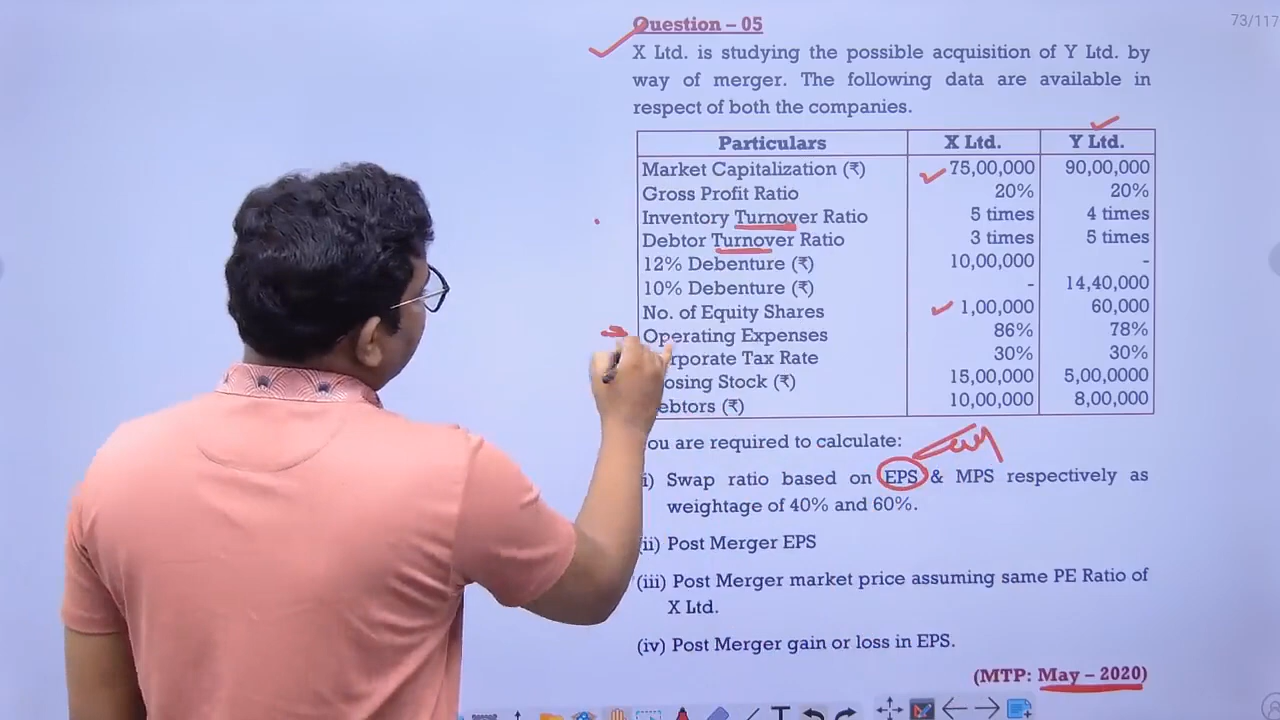 73/117
Question – 05
X Ltd. is studying the possible acquisition of Y Ltd. by
way of merger. The following data are available in
respect of both the companies.
Particulars X Ltd. Y Ltd.
Market Capitalization (₹) 75,00,000 90,00,000
Gross Profit Ratio 20% 20%
Inventory Turnover Ratio 5 times 4 times
Debtor Turnover Ratio 3 times 5 times
12% Debenture (₹) 10,00,000 -
10% Debenture (₹) - 14,40,000
No. of Equity Shares 1,00,000 60,000
Operating Expenses 86% 78%
rporate Tax Rate 30% 30%
osing Stock (₹) 15,00,000 5,00,0000
ebtors (₹) 10,00,000 8,00,000
ou are required to calculate:
i) Swap ratio based on EPS & MPS respectively as
weightage of 40% and 60%.
(ii) Post Merger EPS
(iii) Post Merger market price assuming same PE Ratio of
X Ltd.
(iv) Post Merger gain or loss in EPS.
(MTP: May – 2020)